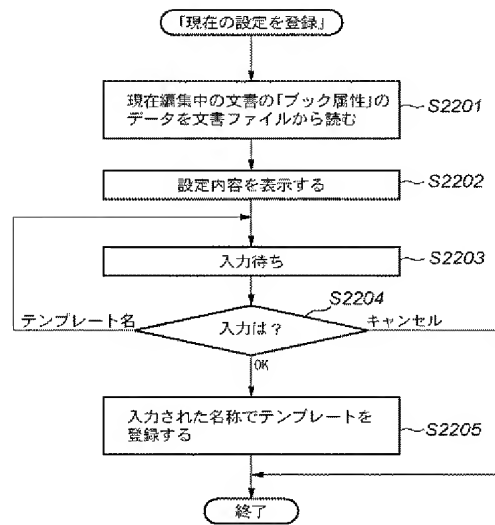 「現在の設定を登録」
現在編集中の文書の「ブック属性」の
データを文書ファイルから読む
S2201
設定内容を表示する
S2202
入力待ち
S2203
S2204
テンプレート名
入力は?
キャンセル
OK
入力された名称でテンプレートを
登録する
S2205
終了